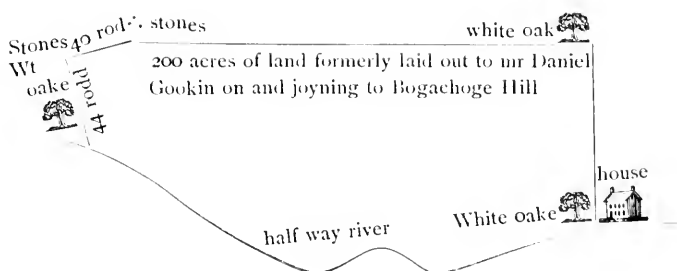 Stones 40 rods. stones
white oak
Wt
oake
44 rodd
200 acres of land formerly laid out to mr Daniel
Gookin on and joyning to Bogachoge Hill
house
White oake
half way river